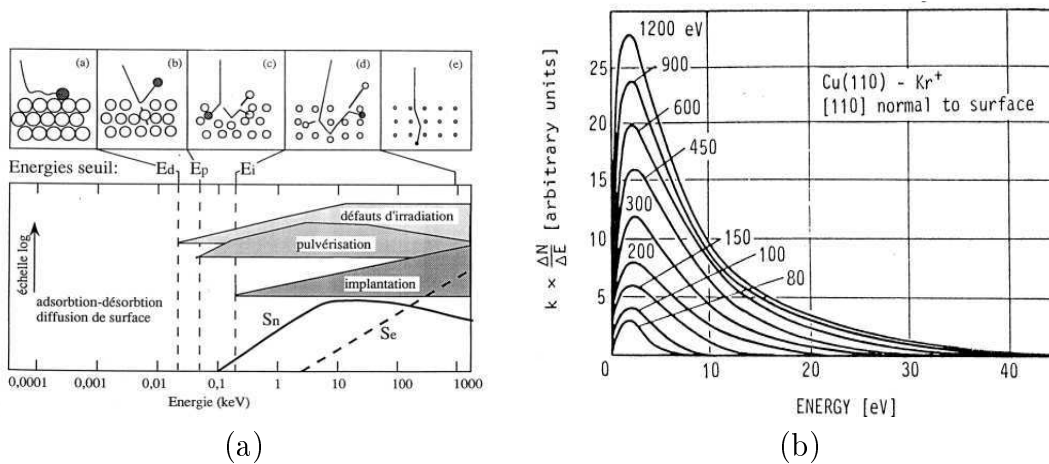 (a) (b) (c) (d) (e)
Energies seuil: Ed Ep Ei
échelle log
défauts d'irradiation
pulvérisation
implantation
adsorbtion-désorbtion
diffusion de surface
Sn
Se
0,0001 0,001 0,01 0,1 1 10 100 1000
Energie (keV)
(a)
k ∝ ΔN/ΔE [arbitrary units]
25
20
15
10
5
1200 eV
900
600
450
300
200
150
100
80
Cu(110) - Kr+
[110] normal to surface
0 10 20 30 40
ENERGY [eV]
(b)